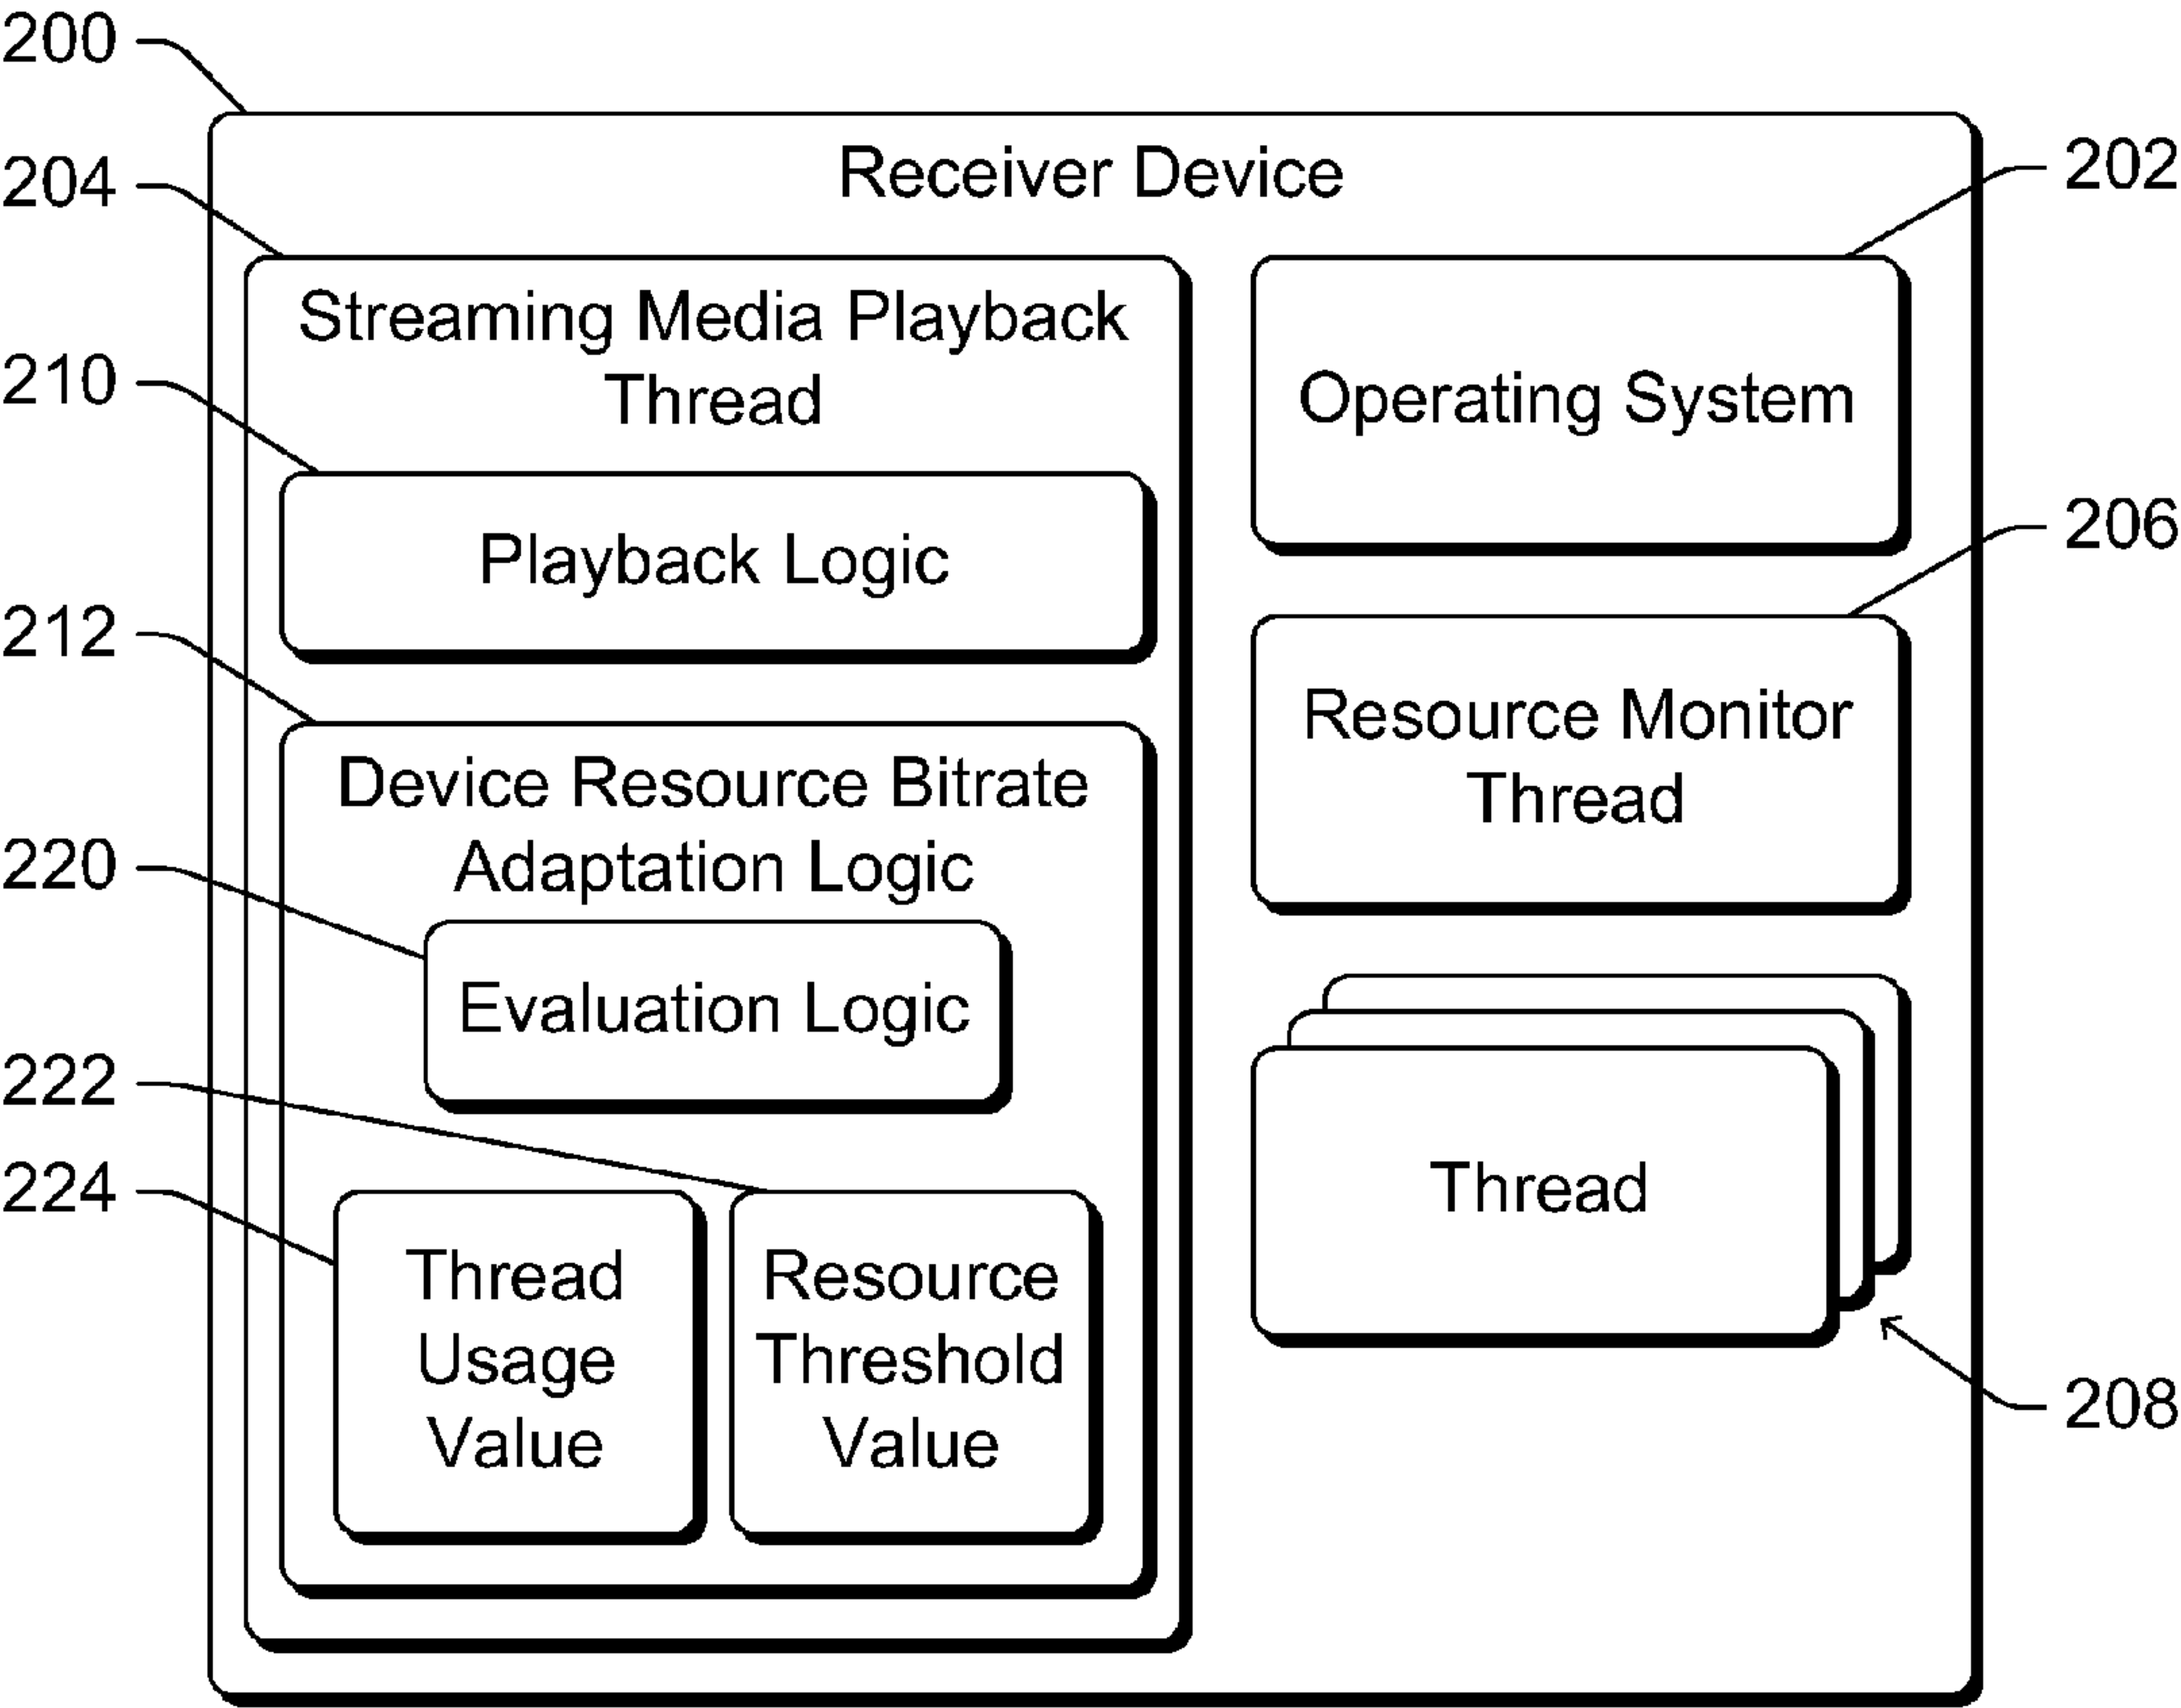 200
Receiver Device
204
202
Streaming Media Playback
Thread
210
Operating System
Playback Logic
206
212
Resource Monitor
Thread
Device Resource Bitrate
Adaptation Logic
220
Evaluation Logic
222
224
Thread
Thread
Usage
Value
Resource
Threshold
Value
208